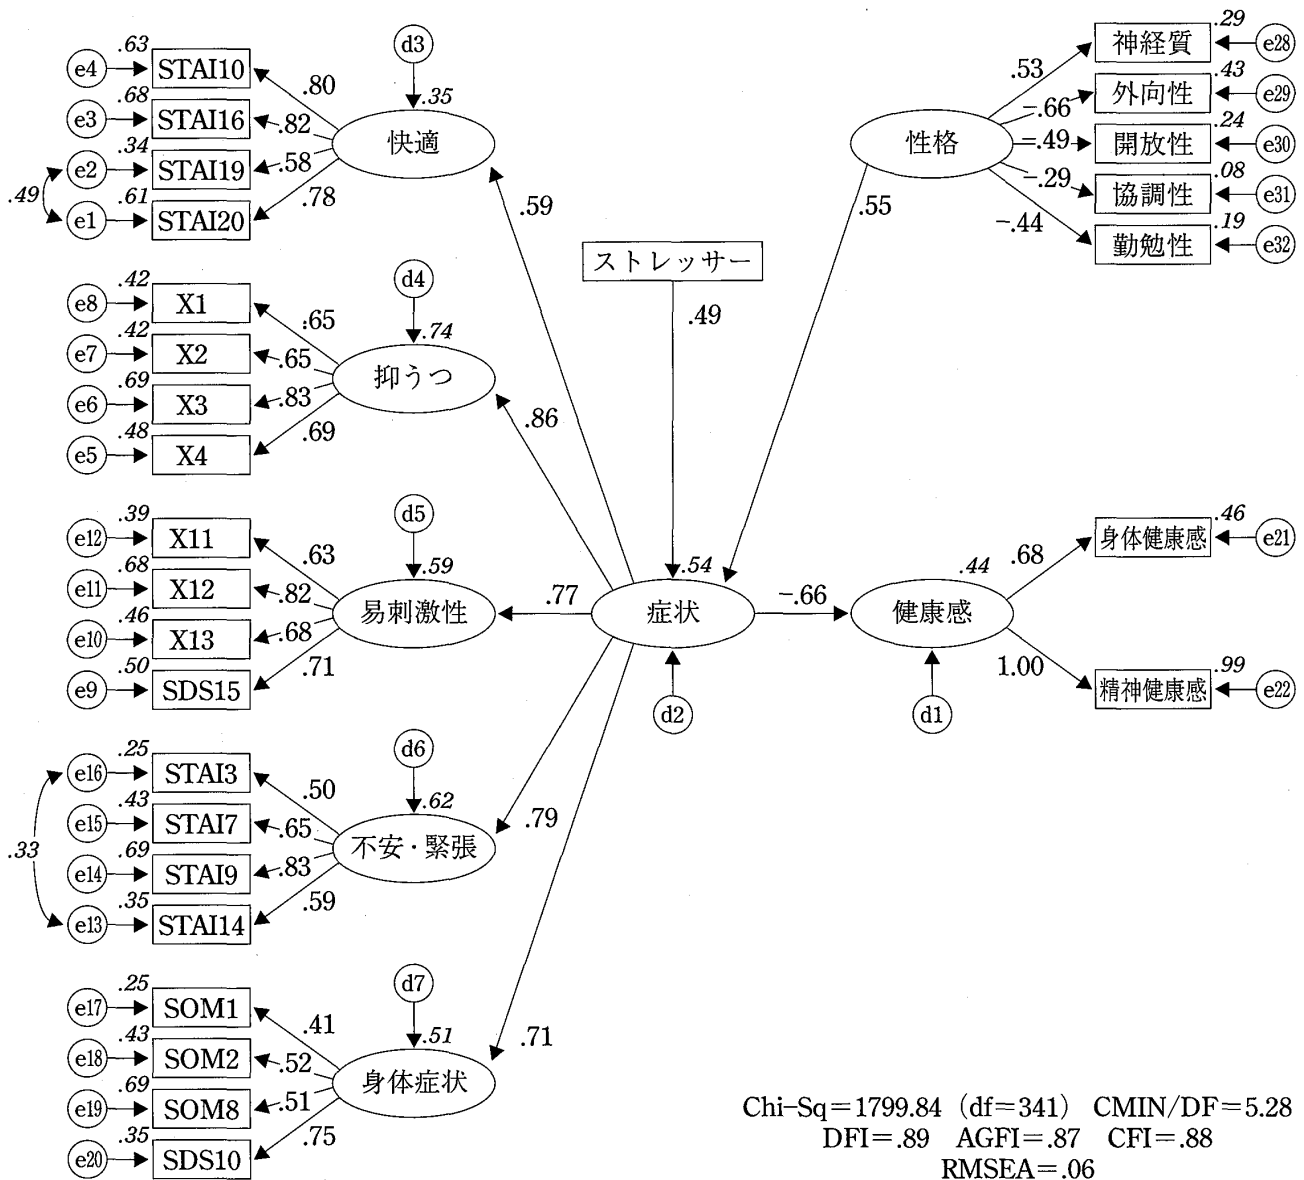 e4 .63 STAI10 .80
e3 .68 STAI16 .82
e2 .34 STAI19 .58
e1 .61 STAI20 .78
.49
d3
.35
快適
.59
e8 .42 X1 .65
e7 .42 X2 .65
e6 .69 X3 .83
e5 .48 X4 .69
d4
.74
抑うつ
.86
e12 .39 X11 .63
e11 .68 X12 .82
e10 .46 X13 .68
e9 .50 SDS15 .71
d5
.59
易刺激性
.77
e16 .25 STAI3 .50
e15 .43 STAI7 .65
e14 .69 STAI9 .83
e13 .35 STAI14 .59
.33
d6
.62
不安・緊張
.79
e17 .25 SOM1 .41
e18 .43 SOM2 .52
e19 .69 SOM8 .51
e20 .35 SDS10 .75
d7
.51
身体症状
.71
ストレッサー
.49
.54
症状
d2
性格
.55
.53 神経質 .29 e28
-.66 外向性 .43 e29
-.49 開放性 .24 e30
-.29 協調性 .08 e31
-.44 勤勉性 .19 e32
-.66
.44
健康感
d1
.68 身体健康感 .46 e21
1.00 精神健康感 .99 e22
Chi-Sq=1799.84 (df=341) CMIN/DF=5.28
DFI=.89 AGFI=.87 CFI=.88
RMSEA=.06